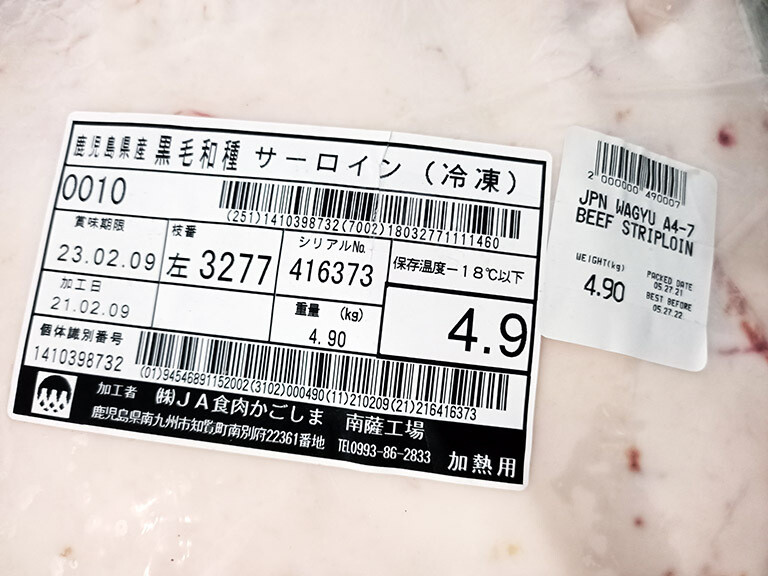 鹿児島県産 黒毛和種 サーロイン (冷凍)
0010
(251)1410398732(7002)18032771111460
賞味期限
23.02.09
枝番
左 3277
シリアルNo.
416373
保存温度－18℃以下
加工日
21.02.09
重量 (kg)
4.90
4.9
個体識別番号
1410398732
(01)94546891152002(3102)000490(11)210209(21)216416373
加工者 ㈱JA食肉かごしま 南薩工場
鹿児島県南九州市知覧町南別府22361番地 TEL0993-86-2833 加熱用
2 000000 490007
JPN WAGYU A4-7
BEEF STRIPLOIN
WEIGHT(kg)
4.90
PACKED DATE
05.27.21
BEST BEFORE
05.27.22